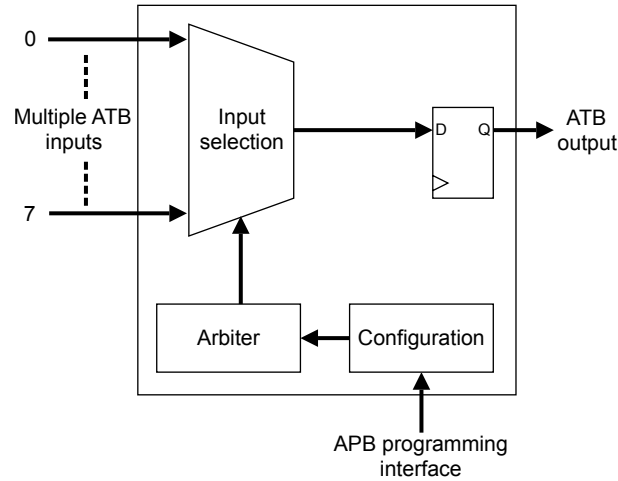 0
Multiple ATB
inputs
7
Input
selection
D
Q
ATB
output
Arbiter
Configuration
APB programming
interface